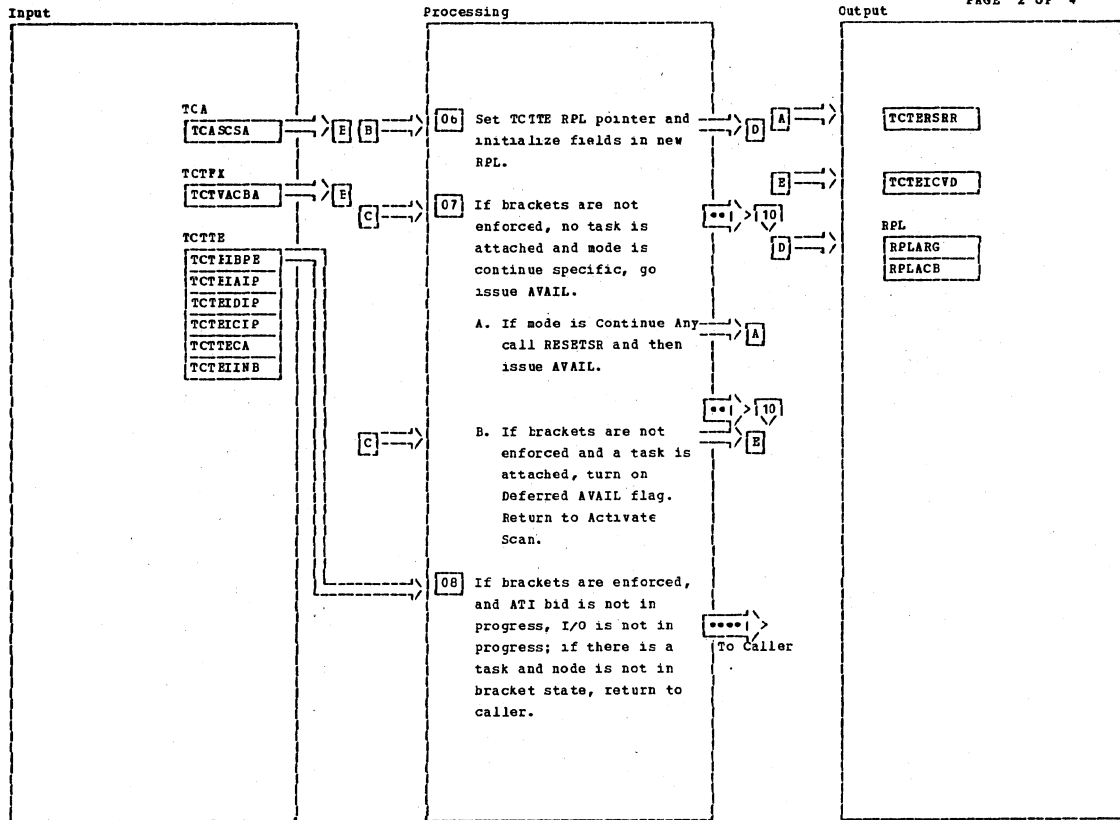 PAGE 2 OF 4
Input
Processing
Output
TCA
TCASCSA
E
B
06 Set TCTTE RPL pointer and
initialize fields in new
RPL.
D
A
TCTERSRR
TCTPX
TCTVACBA
E
C
07 If brackets are not
enforced, no task is
attached and mode is
continue specific, go
issue AVAIL.
10
E
TCTEICVD
D
RPL
RPLARG
RPLACB
TCTTE
TCTEIBPE
TCTEIAIP
TCTEIDIP
TCTEICIP
TCTTECA
TCTEIINB
A. If mode is Continue Any
call RESETSR and then
issue AVAIL.
A
10
C
B. If brackets are not
enforced and a task is
attached, turn on
Deferred AVAIL flag.
Return to Activate
Scan.
E
08 If brackets are enforced,
and ATI bid is not in
progress, I/O is not in
progress; if there is a
task and node is not in
bracket state, return to
caller.
To Caller